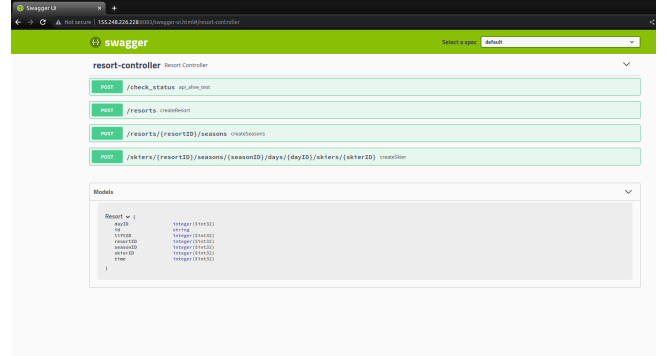 Swagger UI
Not secure | 155.248.226.228:8083/swagger-ui.html#/resort-controller
swagger
Select a spec default
resort-controller Resort Controller
POST /check_status api_alive_test
POST /resorts createResort
POST /resorts/{resortID}/seasons createSeasons
POST /skiers/{resortID}/seasons/{seasonID}/days/{dayID}/skiers/{skierID} createSkier
Models
Resort {
dayID integer($int32)
id string
liftID integer($int32)
resortID integer($int32)
seasonID integer($int32)
skierID integer($int32)
time integer($int32)
}